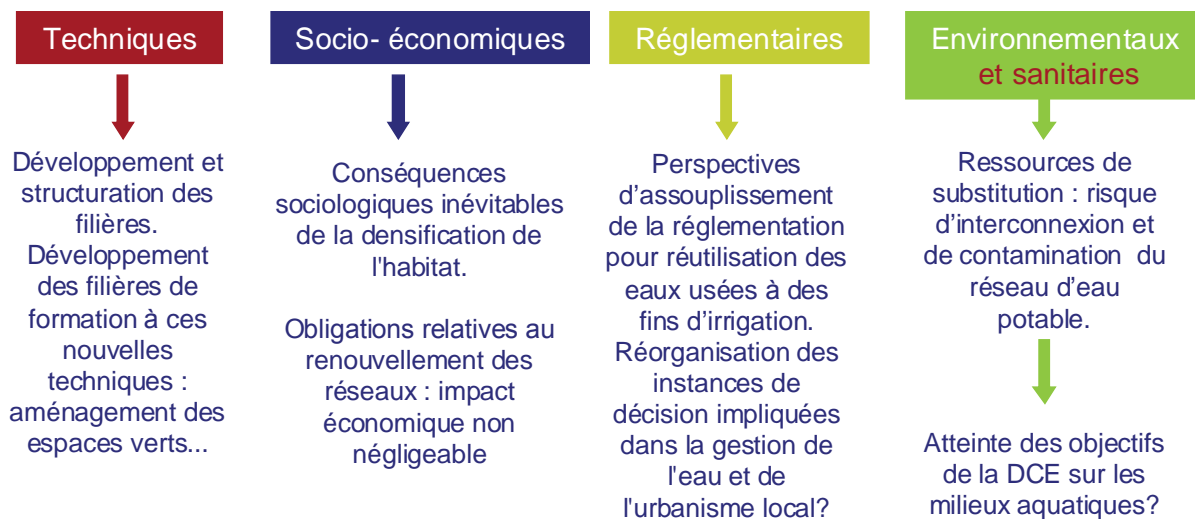 Techniques
Développement et
structuration des
filières.
Développement
des filières de
formation à ces
nouvelles
techniques :
aménagement des
espaces verts...
Socio- économiques
Conséquences
sociologiques inévitables
de la densification de
l'habitat.
Obligations relatives au
renouvellement des
réseaux : impact
économique non
négligeable
Réglementaires
Perspectives
d’assouplissement
de la réglementation
pour réutilisation des
eaux usées à des
fins d’irrigation.
Réorganisation des
instances de
décision impliquées
dans la gestion de
l'eau et de
l'urbanisme local?
Environnementaux
et sanitaires
Ressources de
substitution : risque
d’interconnexion et
de contamination du
réseau d’eau
potable.
Atteinte des objectifs
de la DCE sur les
milieux aquatiques?